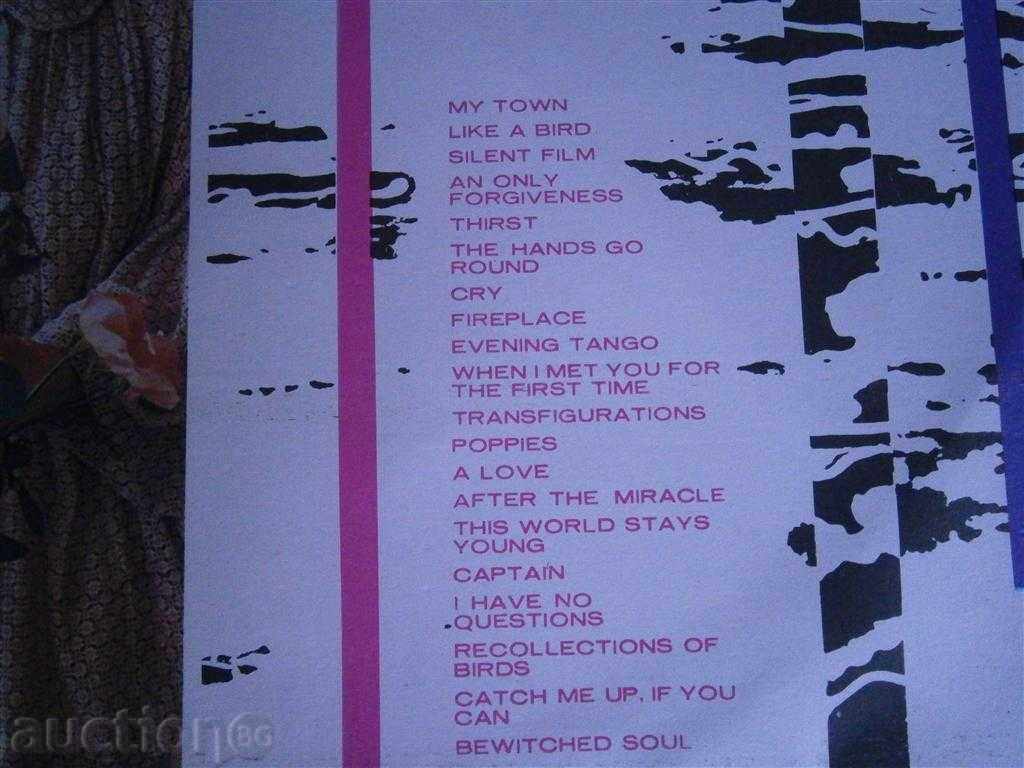 MY TOWN
LIKE A BIRD
SILENT FILM
AN ONLY
FORGIVENESS
THIRST
THE HANDS GO
ROUND
CRY
FIREPLACE
EVENING TANGO
WHEN I MET YOU FOR
THE FIRST TIME
TRANSFIGURATIONS
POPPIES
A LOVE
AFTER THE MIRACLE
THIS WORLD STAYS
YOUNG
CAPTAIN
I HAVE NO
QUESTIONS
RECOLLECTIONS OF
BIRDS
CATCH ME UP, IF YOU
CAN
BEWITCHED SOUL
auction BG